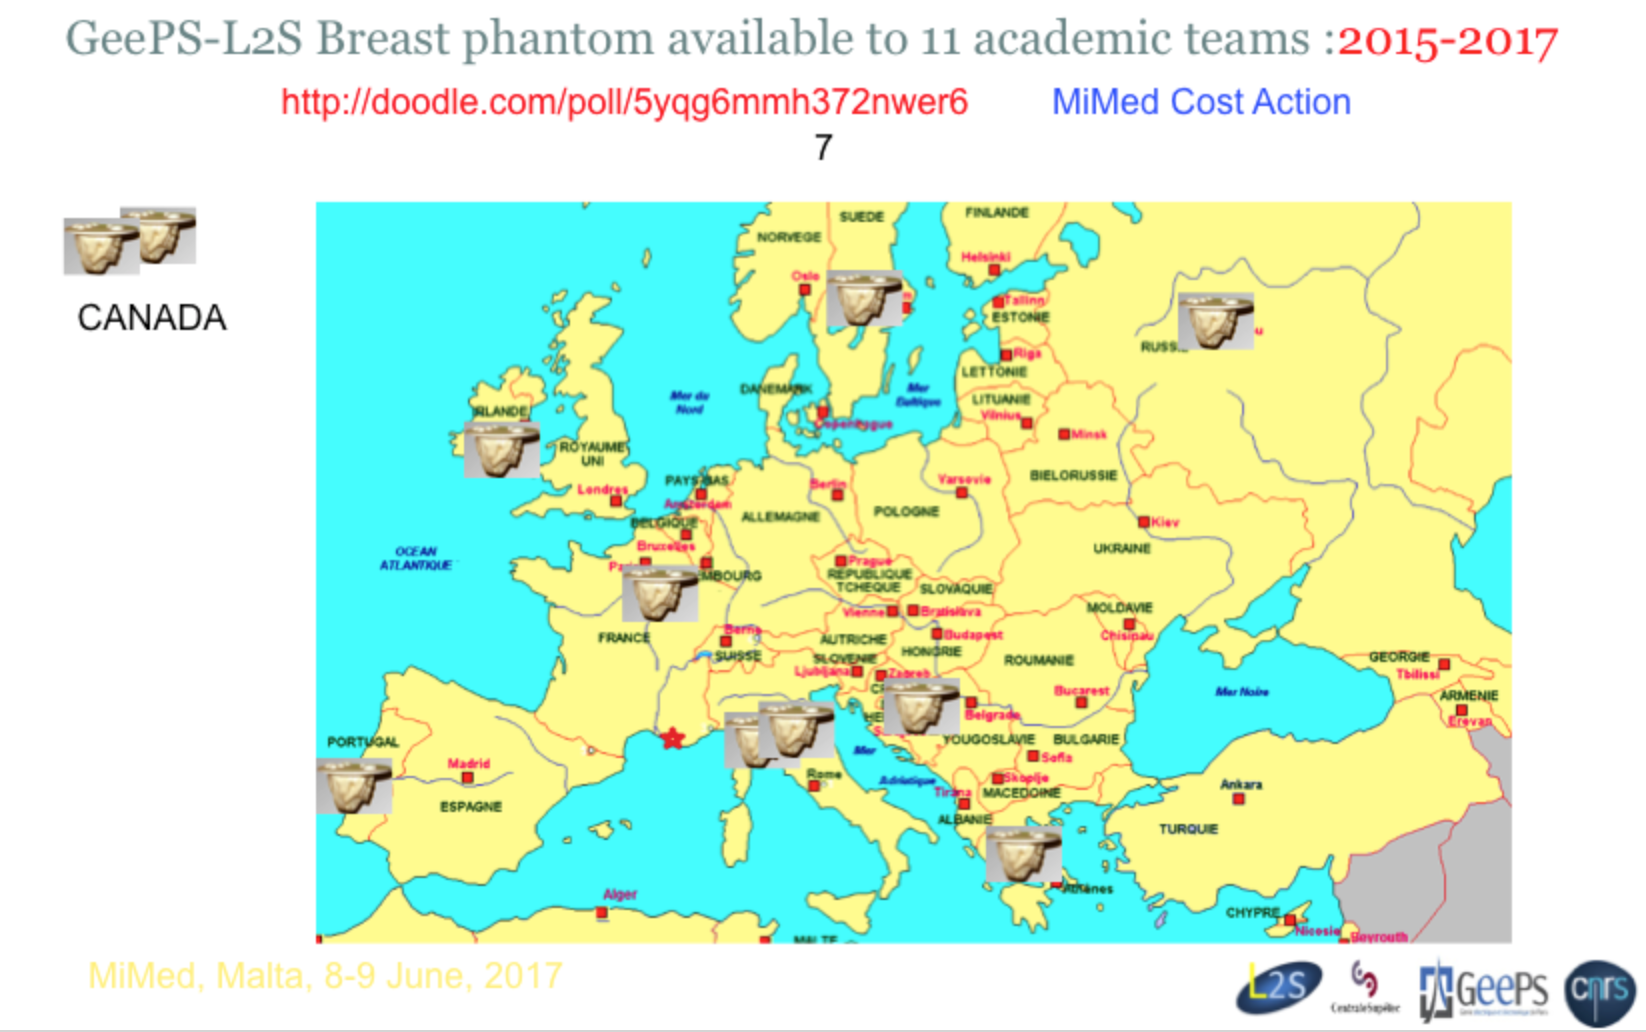 GeePS-L2S Breast phantom available to 11 academic teams :2015-2017
http://doodle.com/poll/5yqg6mmh372nwer6 MiMed Cost Action
7
CANADA
SUEDE
FINLANDE
NORVEGE
Helsinki
Oslo
Tallinn
ESTONIE
RUSSI
Riga
LETTONIE
DANEMARK
Mer du
Nord
Mer
Baltique
LITUANIE
Vilnius
IRLANDE
Copenhague
Minsk
ROYAUME
UNI
PAYS-BAS
BIELORUSSIE
Londres
Amsterdam
Berlin
Varsovie
ALLEMAGNE
POLOGNE
BELGIQUE
Kiev
Bruxelles
UKRAINE
OCEAN
ATLANTIQUE
Pa
MBOURG
Prague
REPUBLIQUE
TCHEQUE
SLOVAQUIE
Vienne
Bratislava
MOLDAVIE
Chisinau
FRANCE
Berne
SUISSE
AUTRICHE
Budapest
HONGRIE
SLOVENIE
ROUMANIE
Ljubljana
Zagreb
GEORGIE
Tbilissi
Bucarest
Mer Noire
ARMENIE
Erevan
Belgrade
PORTUGAL
YOUGOSLAVIE
BULGARIE
Mer
Adriatique
Madrid
Sofia
Rome
Skoplje
Tirana
MACEDOINE
Ankara
ESPAGNE
ALBANIE
TURQUIE
Alger
Athènes
CHYPRE
Nicosie
MALTE
Beyrouth
MiMed, Malta, 8-9 June, 2017
L2S
CentraleSupélec
GeePs
cnrs